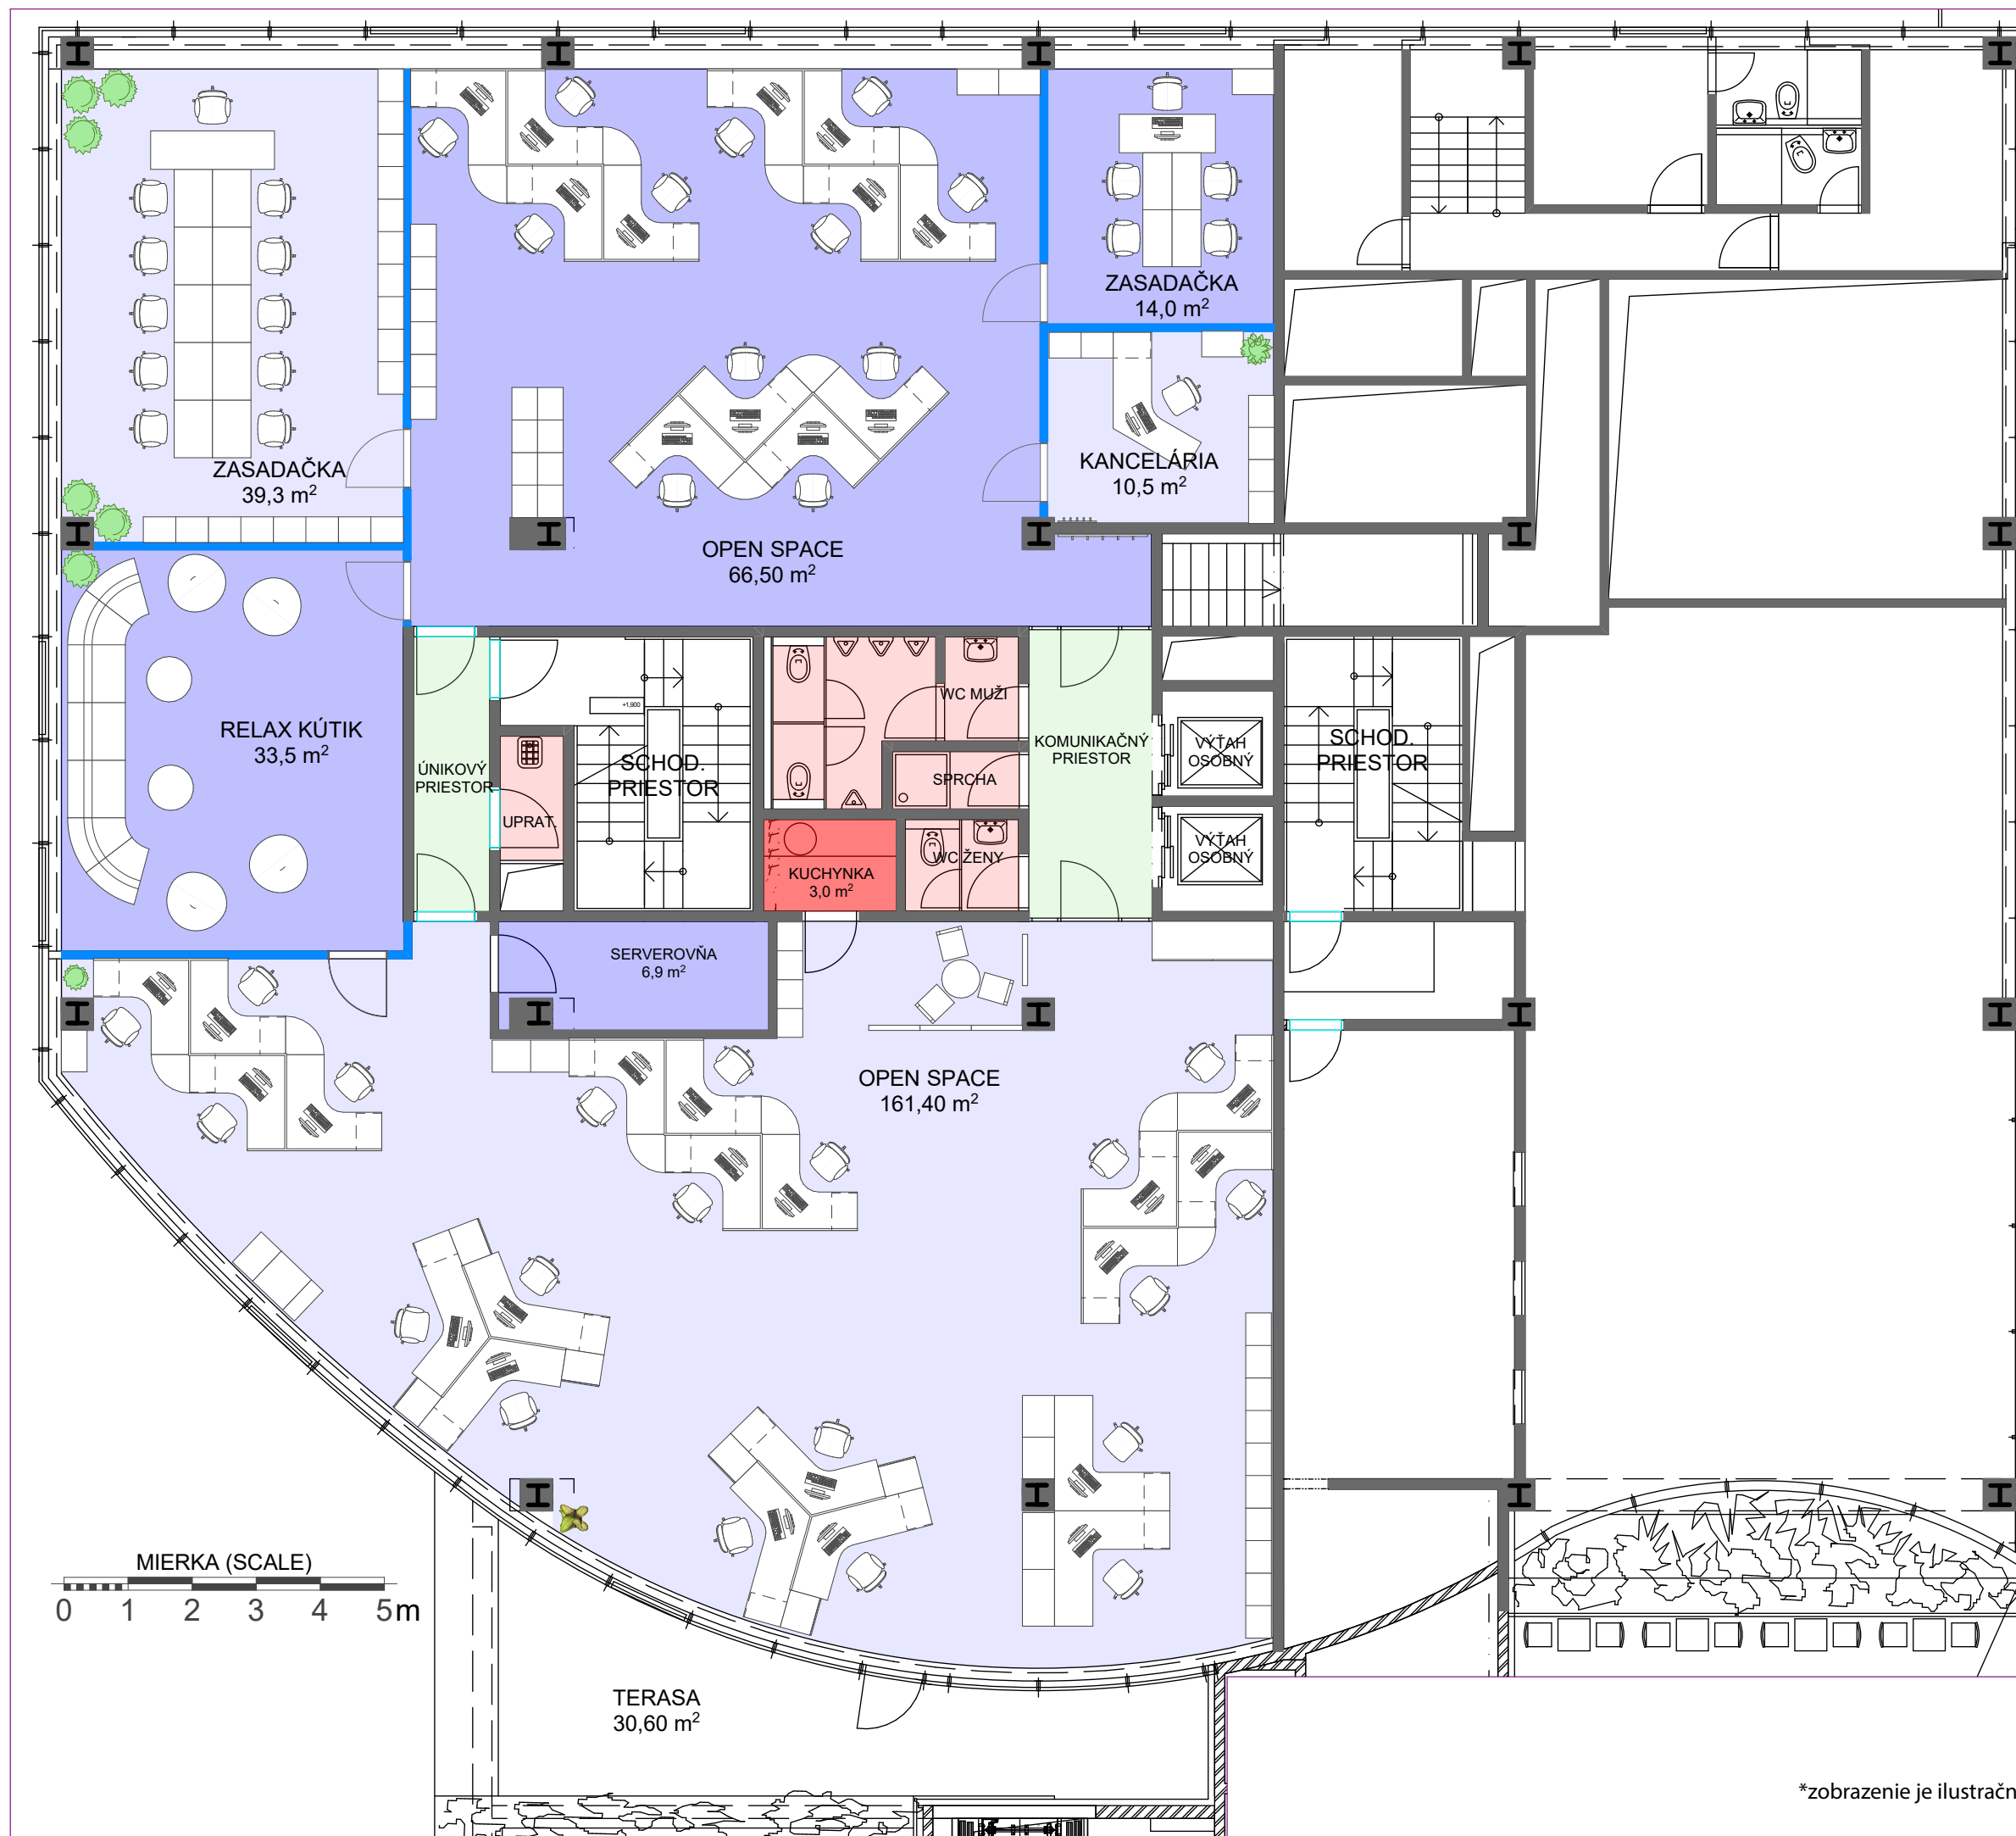 ZASADAČKA
14,0 m²
ZASADAČKA
39,3 m²
KANCELÁRIA
10,5 m²
OPEN SPACE
66,50 m²
RELAX KÚTIK
33,5 m²
ÚNIKOVÝ
PRIESTOR
+1,900
SCHOD.
PRIESTOR
UPRAT.
WC MUŽI
SPRCHA
WC ŽENY
KUCHYNKA
3,0 m²
KOMUNIKAČNÝ
PRIESTOR
VÝŤAH
OSOBNÝ
VÝŤAH
OSOBNÝ
SCHOD.
PRIESTOR
SERVEROVŇA
6,9 m²
OPEN SPACE
161,40 m²
MIERKA (SCALE)
0 1 2 3 4 5m
TERASA
30,60 m²
*zobrazenie je ilustračn